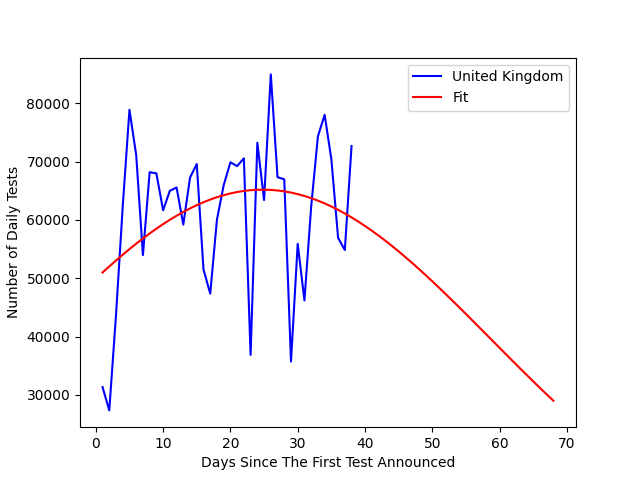 United Kingdom
Fit
80000
70000
60000
50000
40000
30000
Number of Daily Tests
0 10 20 30 40 50 60 70
Days Since The First Test Announced